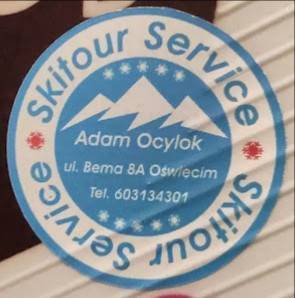 Skitour Service
Adam Ocylok
ul. Bema 8A Oświęcim
Tel. 603134301
Skitour Service